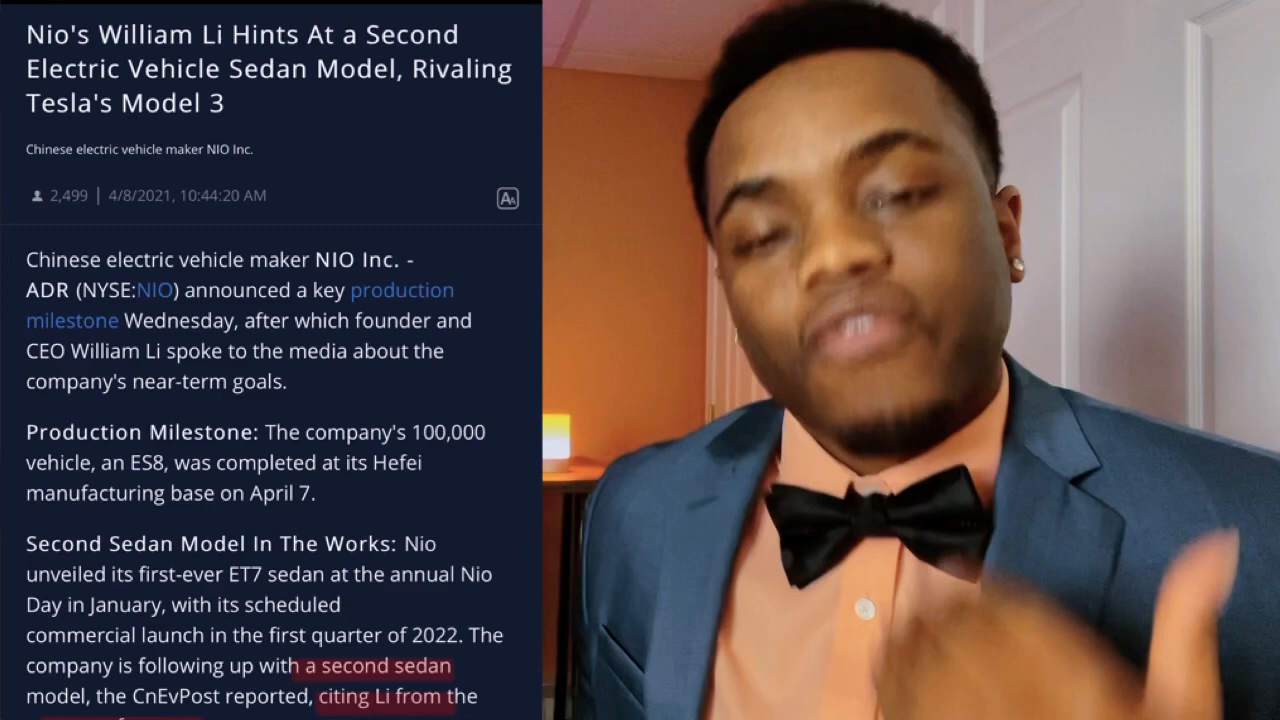 Nio's William Li Hints At a Second
Electric Vehicle Sedan Model, Rivaling
Tesla's Model 3
Chinese electric vehicle maker NIO Inc.
2,499 | 4/8/2021, 10:44:20 AM
Chinese electric vehicle maker NIO Inc. -
ADR (NYSE:NIO) announced a key production
milestone Wednesday, after which founder and
CEO William Li spoke to the media about the
company's near-term goals.
Production Milestone: The company's 100,000
vehicle, an ES8, was completed at its Hefei
manufacturing base on April 7.
Second Sedan Model In The Works: Nio
unveiled its first-ever ET7 sedan at the annual Nio
Day in January, with its scheduled
commercial launch in the first quarter of 2022. The
company is following up with a second sedan
model, the CnEvPost reported, citing Li from the